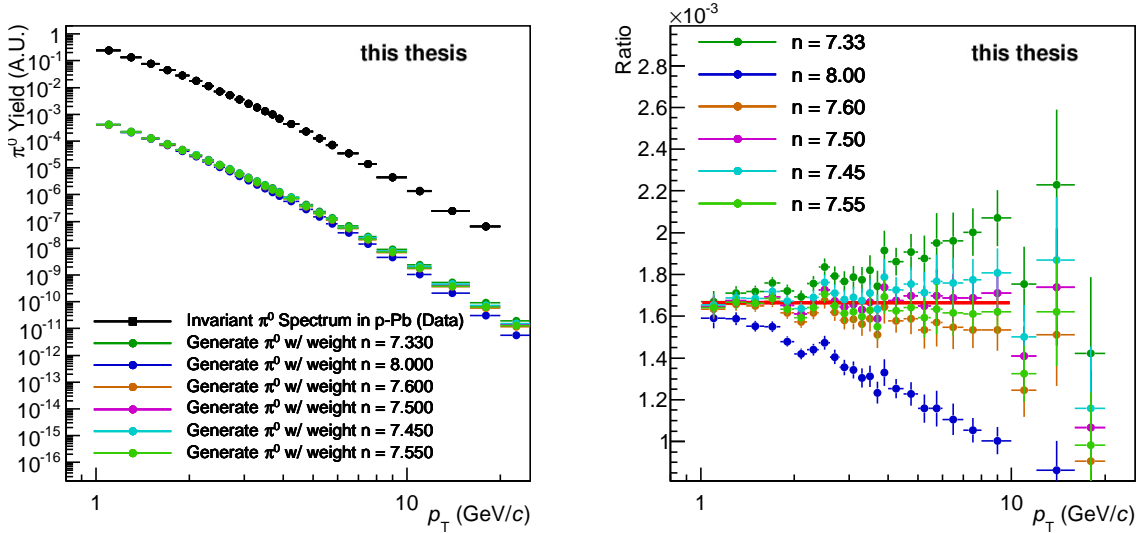 π⁰ Yield (A.U.)
1
10⁻¹
10⁻²
10⁻³
10⁻⁴
10⁻⁵
10⁻⁶
10⁻⁷
10⁻⁸
10⁻⁹
10⁻¹⁰
10⁻¹¹
10⁻¹²
10⁻¹³
10⁻¹⁴
10⁻¹⁵
10⁻¹⁶
this thesis
Invariant π⁰ Spectrum in p-Pb (Data)
Generate π⁰ w/ weight n = 7.330
Generate π⁰ w/ weight n = 8.000
Generate π⁰ w/ weight n = 7.600
Generate π⁰ w/ weight n = 7.500
Generate π⁰ w/ weight n = 7.450
Generate π⁰ w/ weight n = 7.550
1 10
p_T (GeV/c)
×10⁻³
Ratio
2.8
2.6
2.4
2.2
2
1.8
1.6
1.4
1.2
1
this thesis
n = 7.33
n = 8.00
n = 7.60
n = 7.50
n = 7.45
n = 7.55
1 10
p_T (GeV/c)